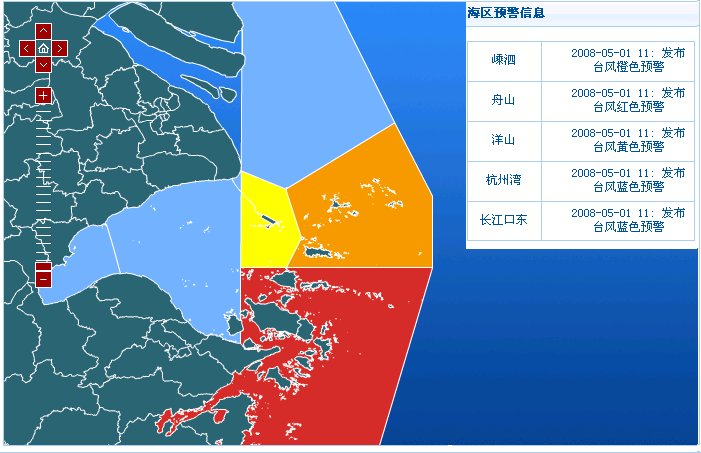 海区预警信息
嵊泗
2008-05-01 11: 发布
台风橙色预警
舟山
2008-05-01 11: 发布
台风红色预警
洋山
2008-05-01 11: 发布
台风黄色预警
杭州湾
2008-05-01 11: 发布
台风蓝色预警
长江口东
2008-05-01 11: 发布
台风蓝色预警